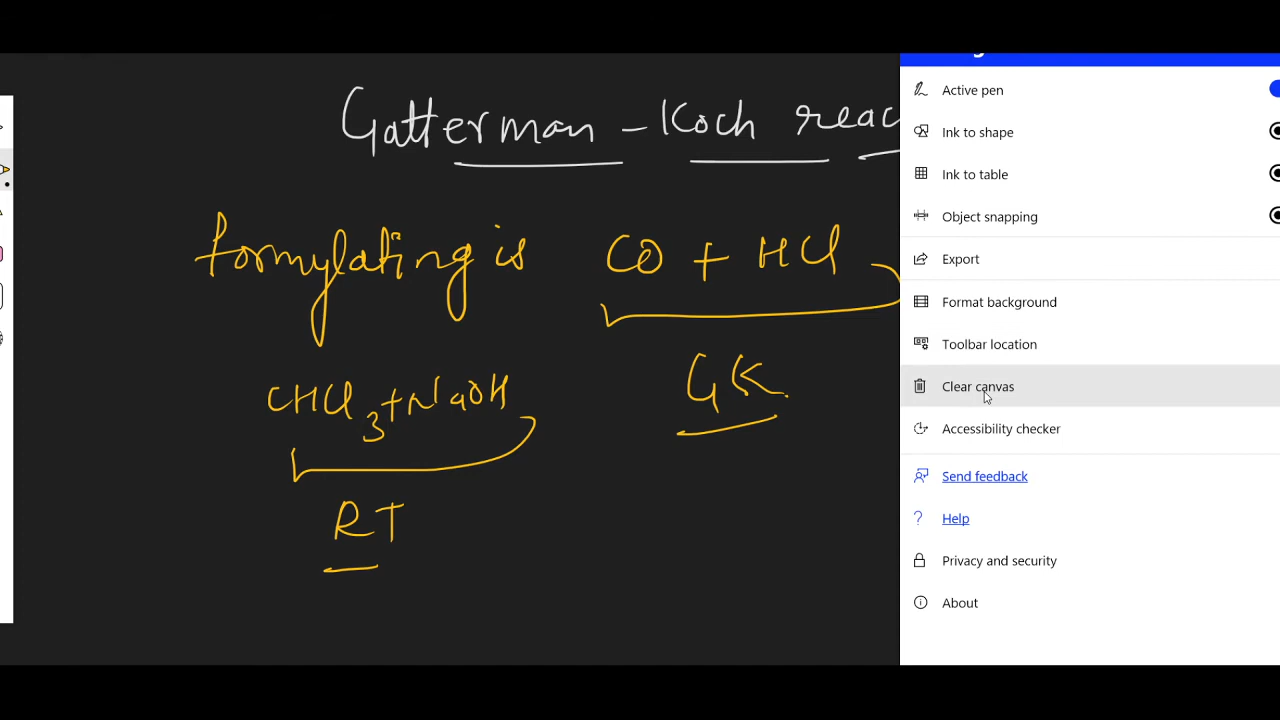 Gatterman - Koch reac
Formylating is CO + HCl
CHCl3+NaOH
GK
RT
Active pen
Ink to shape
Ink to table
Object snapping
Export
Format background
Toolbar location
Clear canvas
Accessibility checker
Send feedback
Help
Privacy and security
About